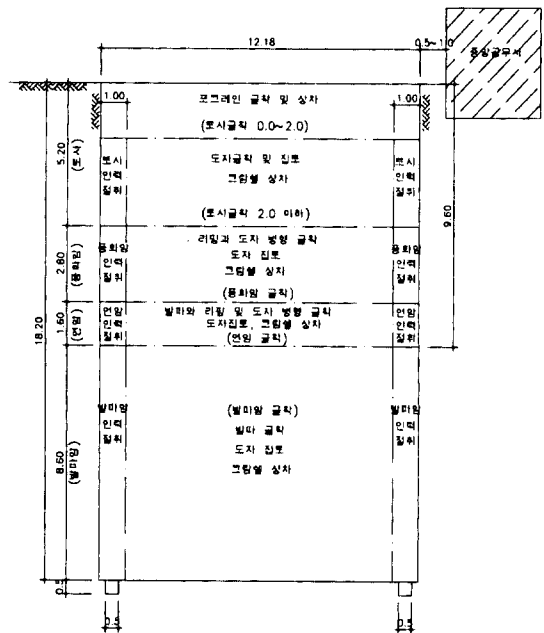 12.18
0.5~1.0
중앙골무서
1.00
포크레인 굴착 및 상차
1.00
(토사굴착 0.0~2.0)
5.20
(토사)
토사
인력
절취
도자굴착 및 집토
크람쉘 상차
토사
인력
절취
(토사굴착 2.0 이하)
9.60
2.80
(풍화암)
풍화암
인력
절취
리핑과 도자 병행 굴착
도자 집토
크람쉘 상차
(풍화암 굴착)
풍화암
인력
절취
18.20
1.60
(연암)
연암
인력
절취
발파와 리핑 및 도자 병행 굴착
도자집토, 크람쉘 상차
(연암 굴착)
연암
인력
절취
8.60
(발파암)
발파암
인력
절취
(발파암 굴착)
발파 굴착
도자 집토
크람쉘 상차
발파암
인력
절취
0.5
0.5
0.5